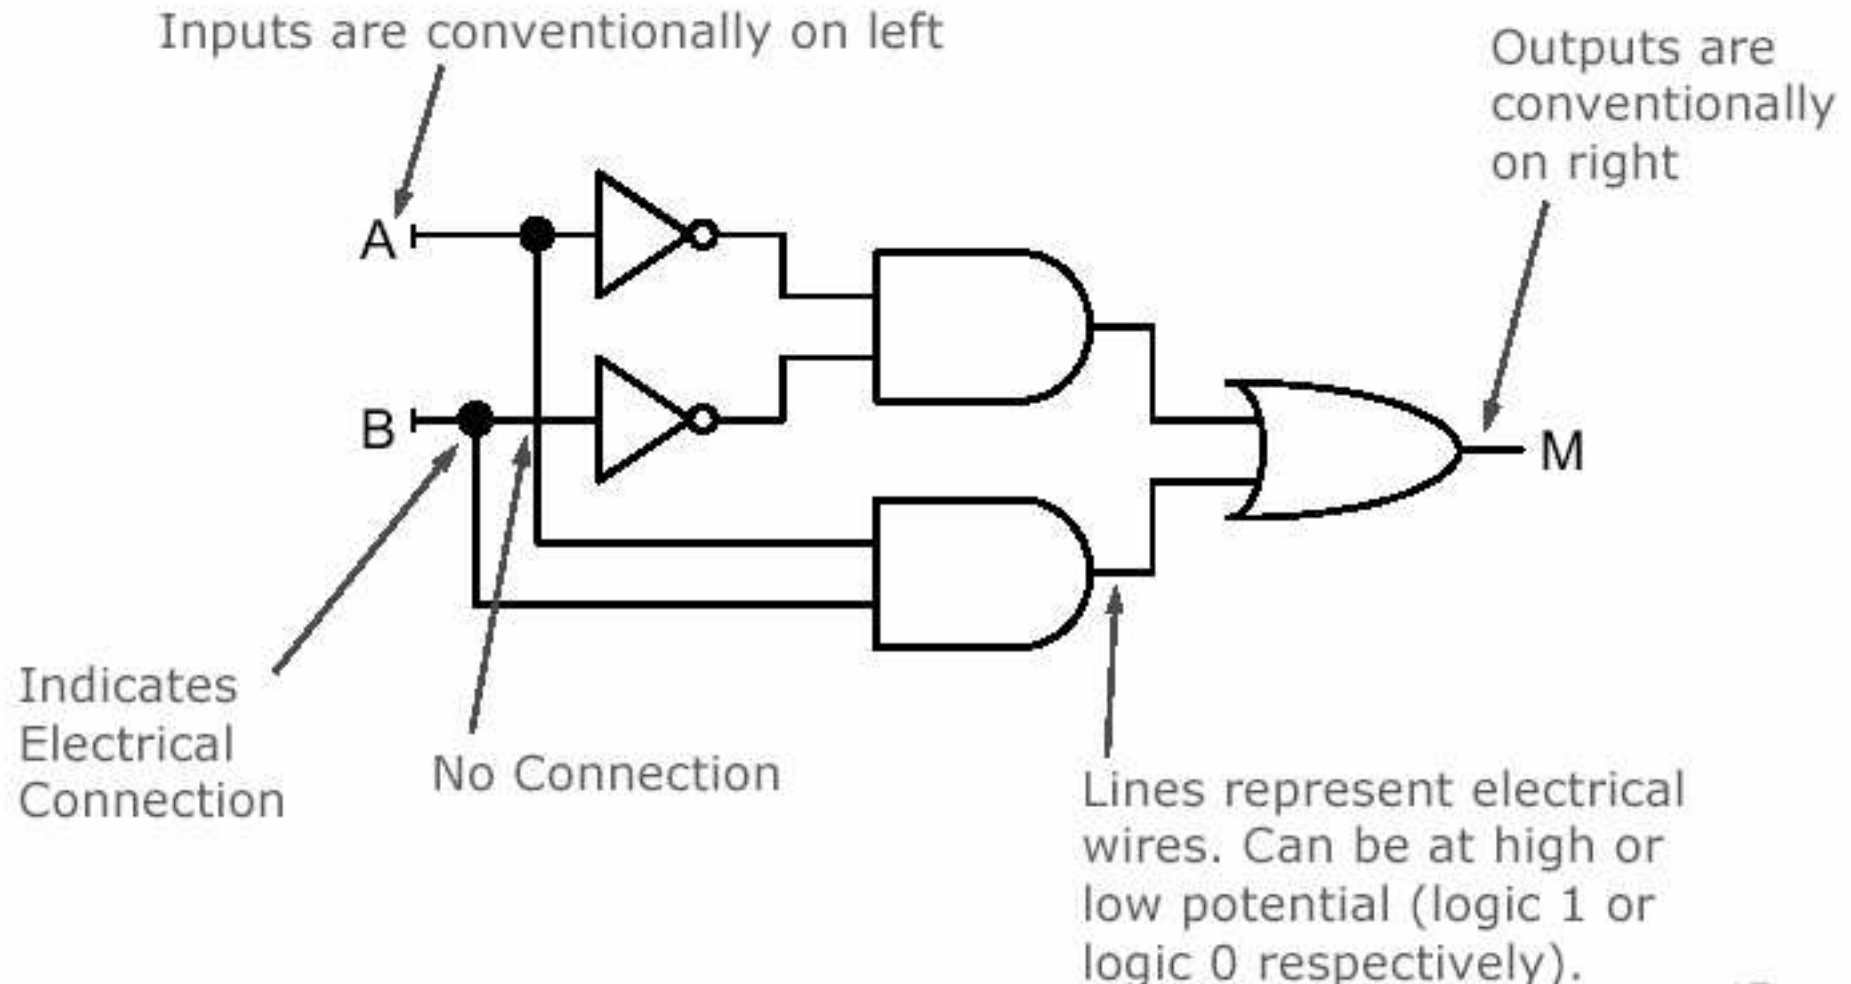 Inputs are conventionally on left
Outputs are
conventionally
on right
A
B
M
Indicates
Electrical
Connection
No Connection
Lines represent electrical
wires. Can be at high or
low potential (logic 1 or
logic 0 respectively).